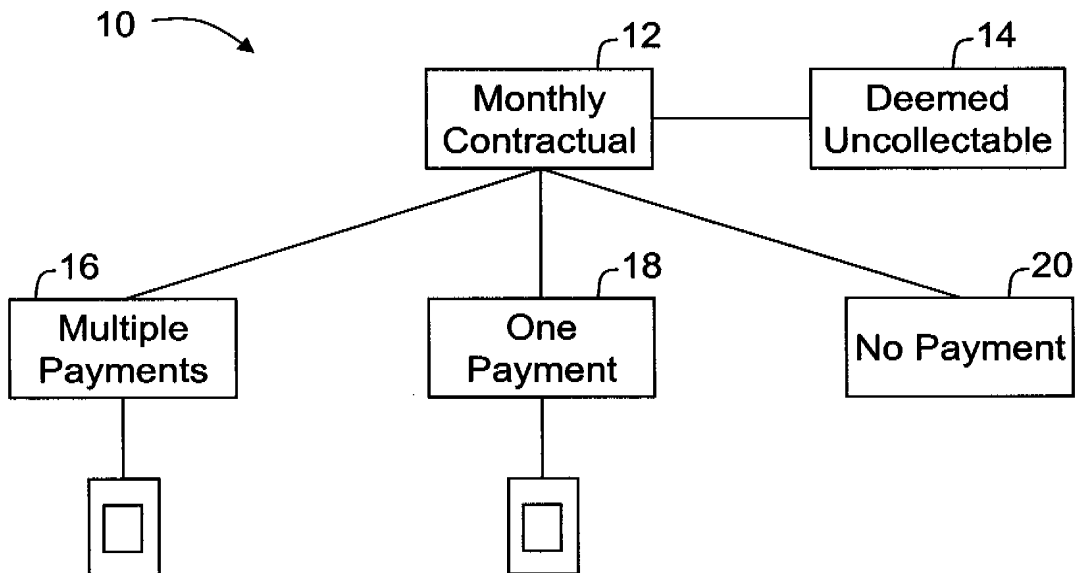 10
12
14
Monthly
Contractual
Deemed
Uncollectable
16
18
20
Multiple
Payments
One
Payment
No Payment